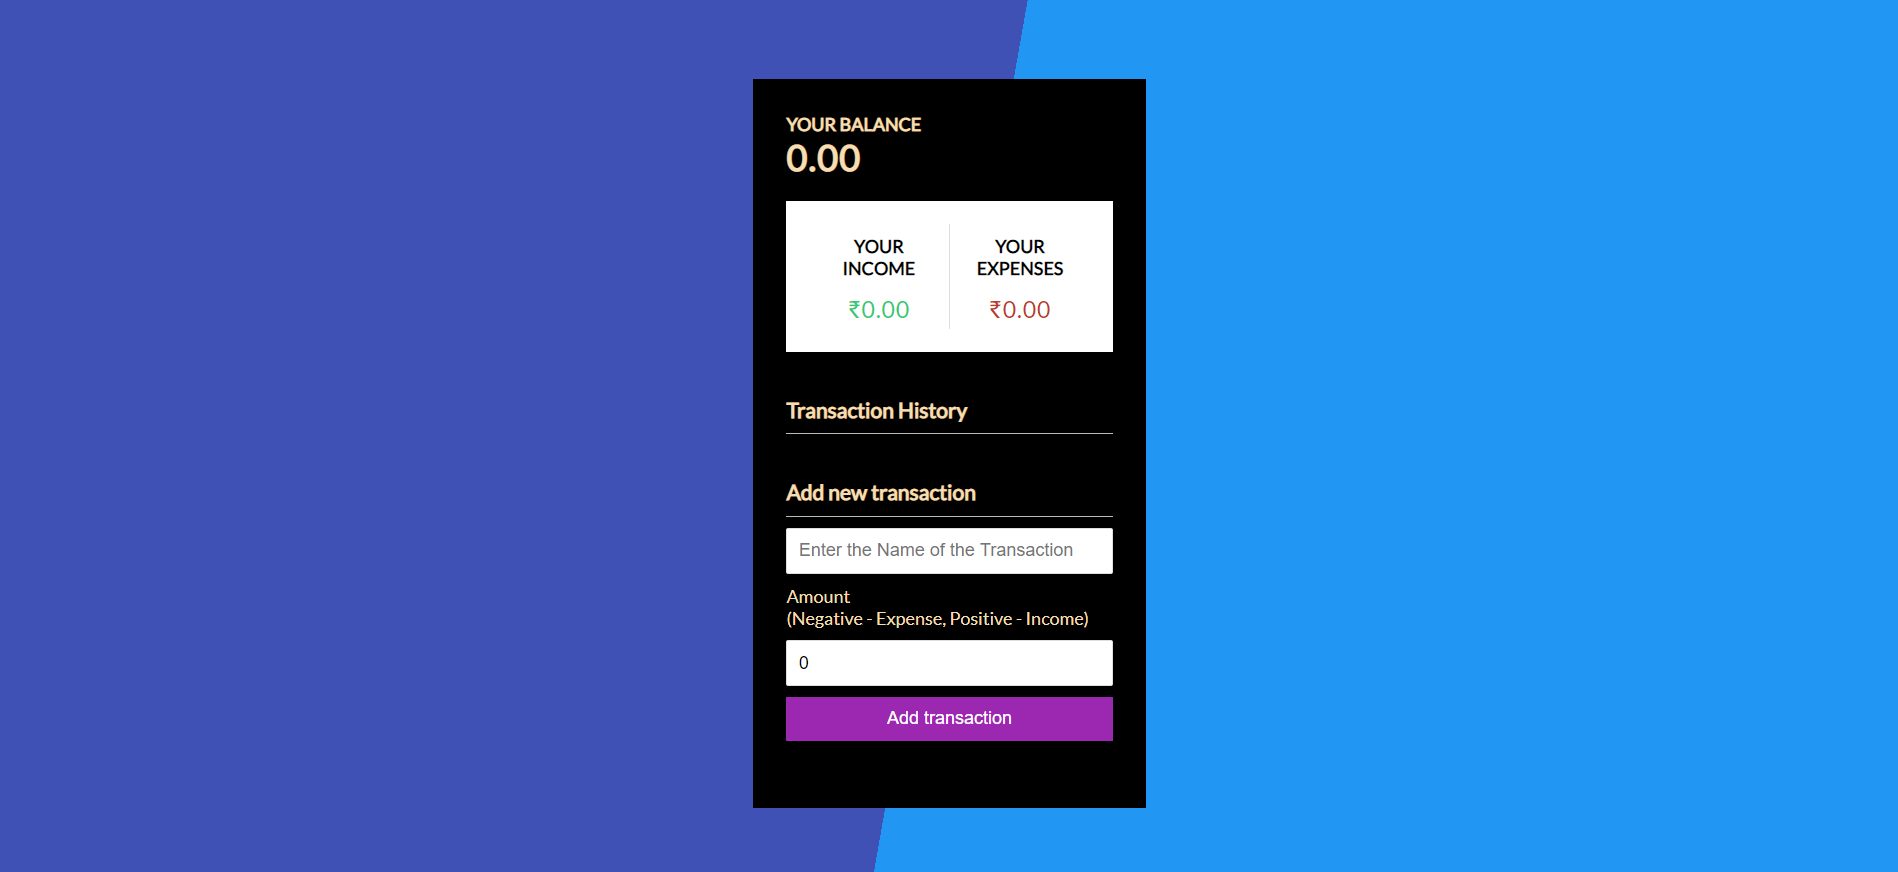 YOUR BALANCE
0.00
YOUR
INCOME
₹0.00
YOUR
EXPENSES
₹0.00
Transaction History
Add new transaction
Enter the Name of the Transaction
Amount
(Negative - Expense, Positive - Income)
0
Add transaction